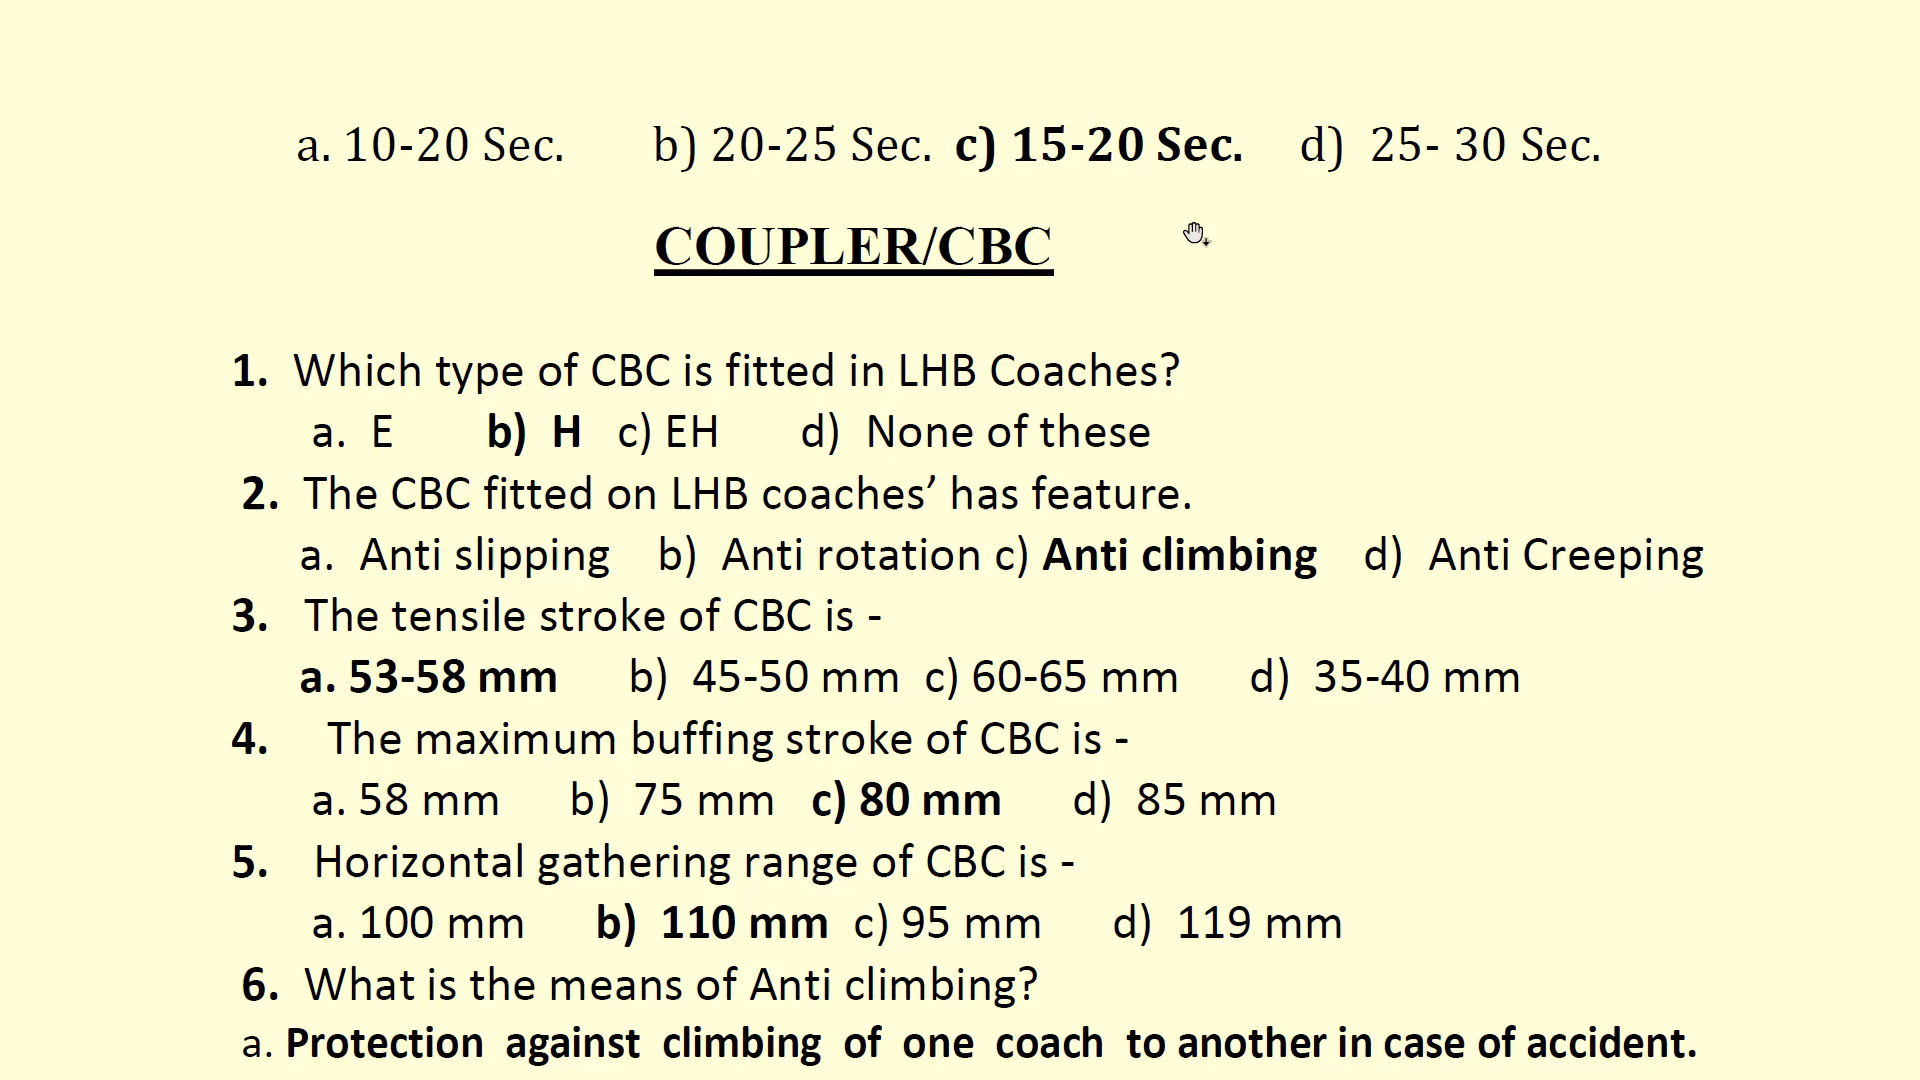 a. 10-20 Sec. b) 20-25 Sec. c) 15-20 Sec. d) 25- 30 Sec.
COUPLER/CBC
1. Which type of CBC is fitted in LHB Coaches?
a. E b) H c) EH d) None of these
2. The CBC fitted on LHB coaches’ has feature.
a. Anti slipping b) Anti rotation c) Anti climbing d) Anti Creeping
3. The tensile stroke of CBC is -
a. 53-58 mm b) 45-50 mm c) 60-65 mm d) 35-40 mm
4. The maximum buffing stroke of CBC is -
a. 58 mm b) 75 mm c) 80 mm d) 85 mm
5. Horizontal gathering range of CBC is -
a. 100 mm b) 110 mm c) 95 mm d) 119 mm
6. What is the means of Anti climbing?
a. Protection against climbing of one coach to another in case of accident.